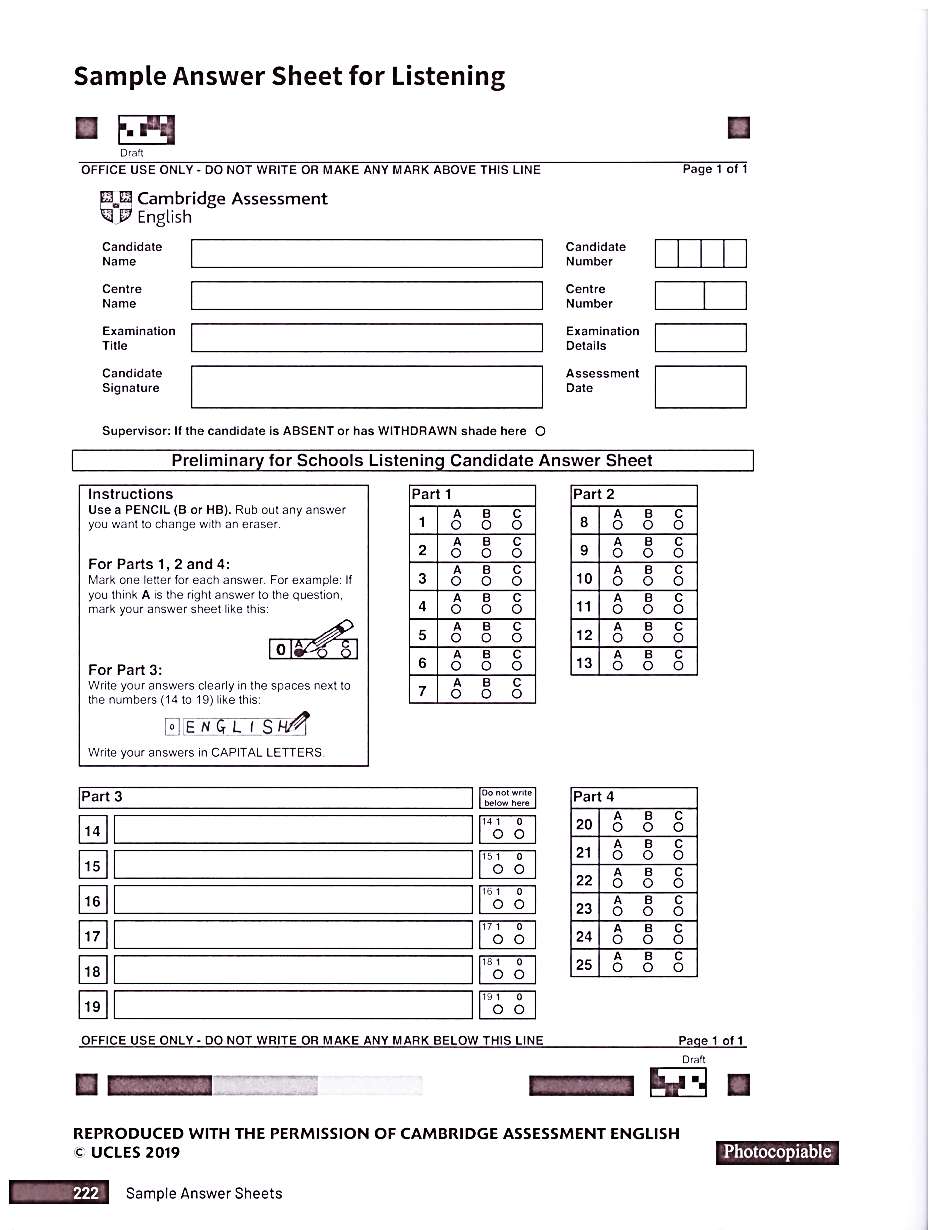 Sample Answer Sheet for Listening
Draft
OFFICE USE ONLY - DO NOT WRITE OR MAKE ANY MARK ABOVE THIS LINE Page 1 of 1
Cambridge Assessment
English
Candidate Name
Candidate Number
Centre Name
Centre Number
Examination Title
Examination Details
Candidate Signature
Assessment Date
Supervisor: If the candidate is ABSENT or has WITHDRAWN shade here
Preliminary for Schools Listening Candidate Answer Sheet
Instructions
Use a PENCIL (B or HB). Rub out any answer
you want to change with an eraser.
For Parts 1, 2 and 4:
Mark one letter for each answer. For example: If
you think A is the right answer to the question,
mark your answer sheet like this:
0 A C
For Part 3:
Write your answers clearly in the spaces next to
the numbers (14 to 19) like this:
0 ENGLISH
Write your answers in CAPITAL LETTERS.
Part 1
1 A B C
2 A B C
3 A B C
4 A B C
5 A B C
6 A B C
7 A B C
Part 2
8 A B C
9 A B C
10 A B C
11 A B C
12 A B C
13 A B C
Part 3
Do not write
below here
14
14 1 0
15
15 1 0
16
16 1 0
17
17 1 0
18
18 1 0
19
19 1 0
Part 4
20 A B C
21 A B C
22 A B C
23 A B C
24 A B C
25 A B C
OFFICE USE ONLY - DO NOT WRITE OR MAKE ANY MARK BELOW THIS LINE Page 1 of 1
Draft
REPRODUCED WITH THE PERMISSION OF CAMBRIDGE ASSESSMENT ENGLISH
© UCLES 2019
Photocopiable
222 Sample Answer Sheets